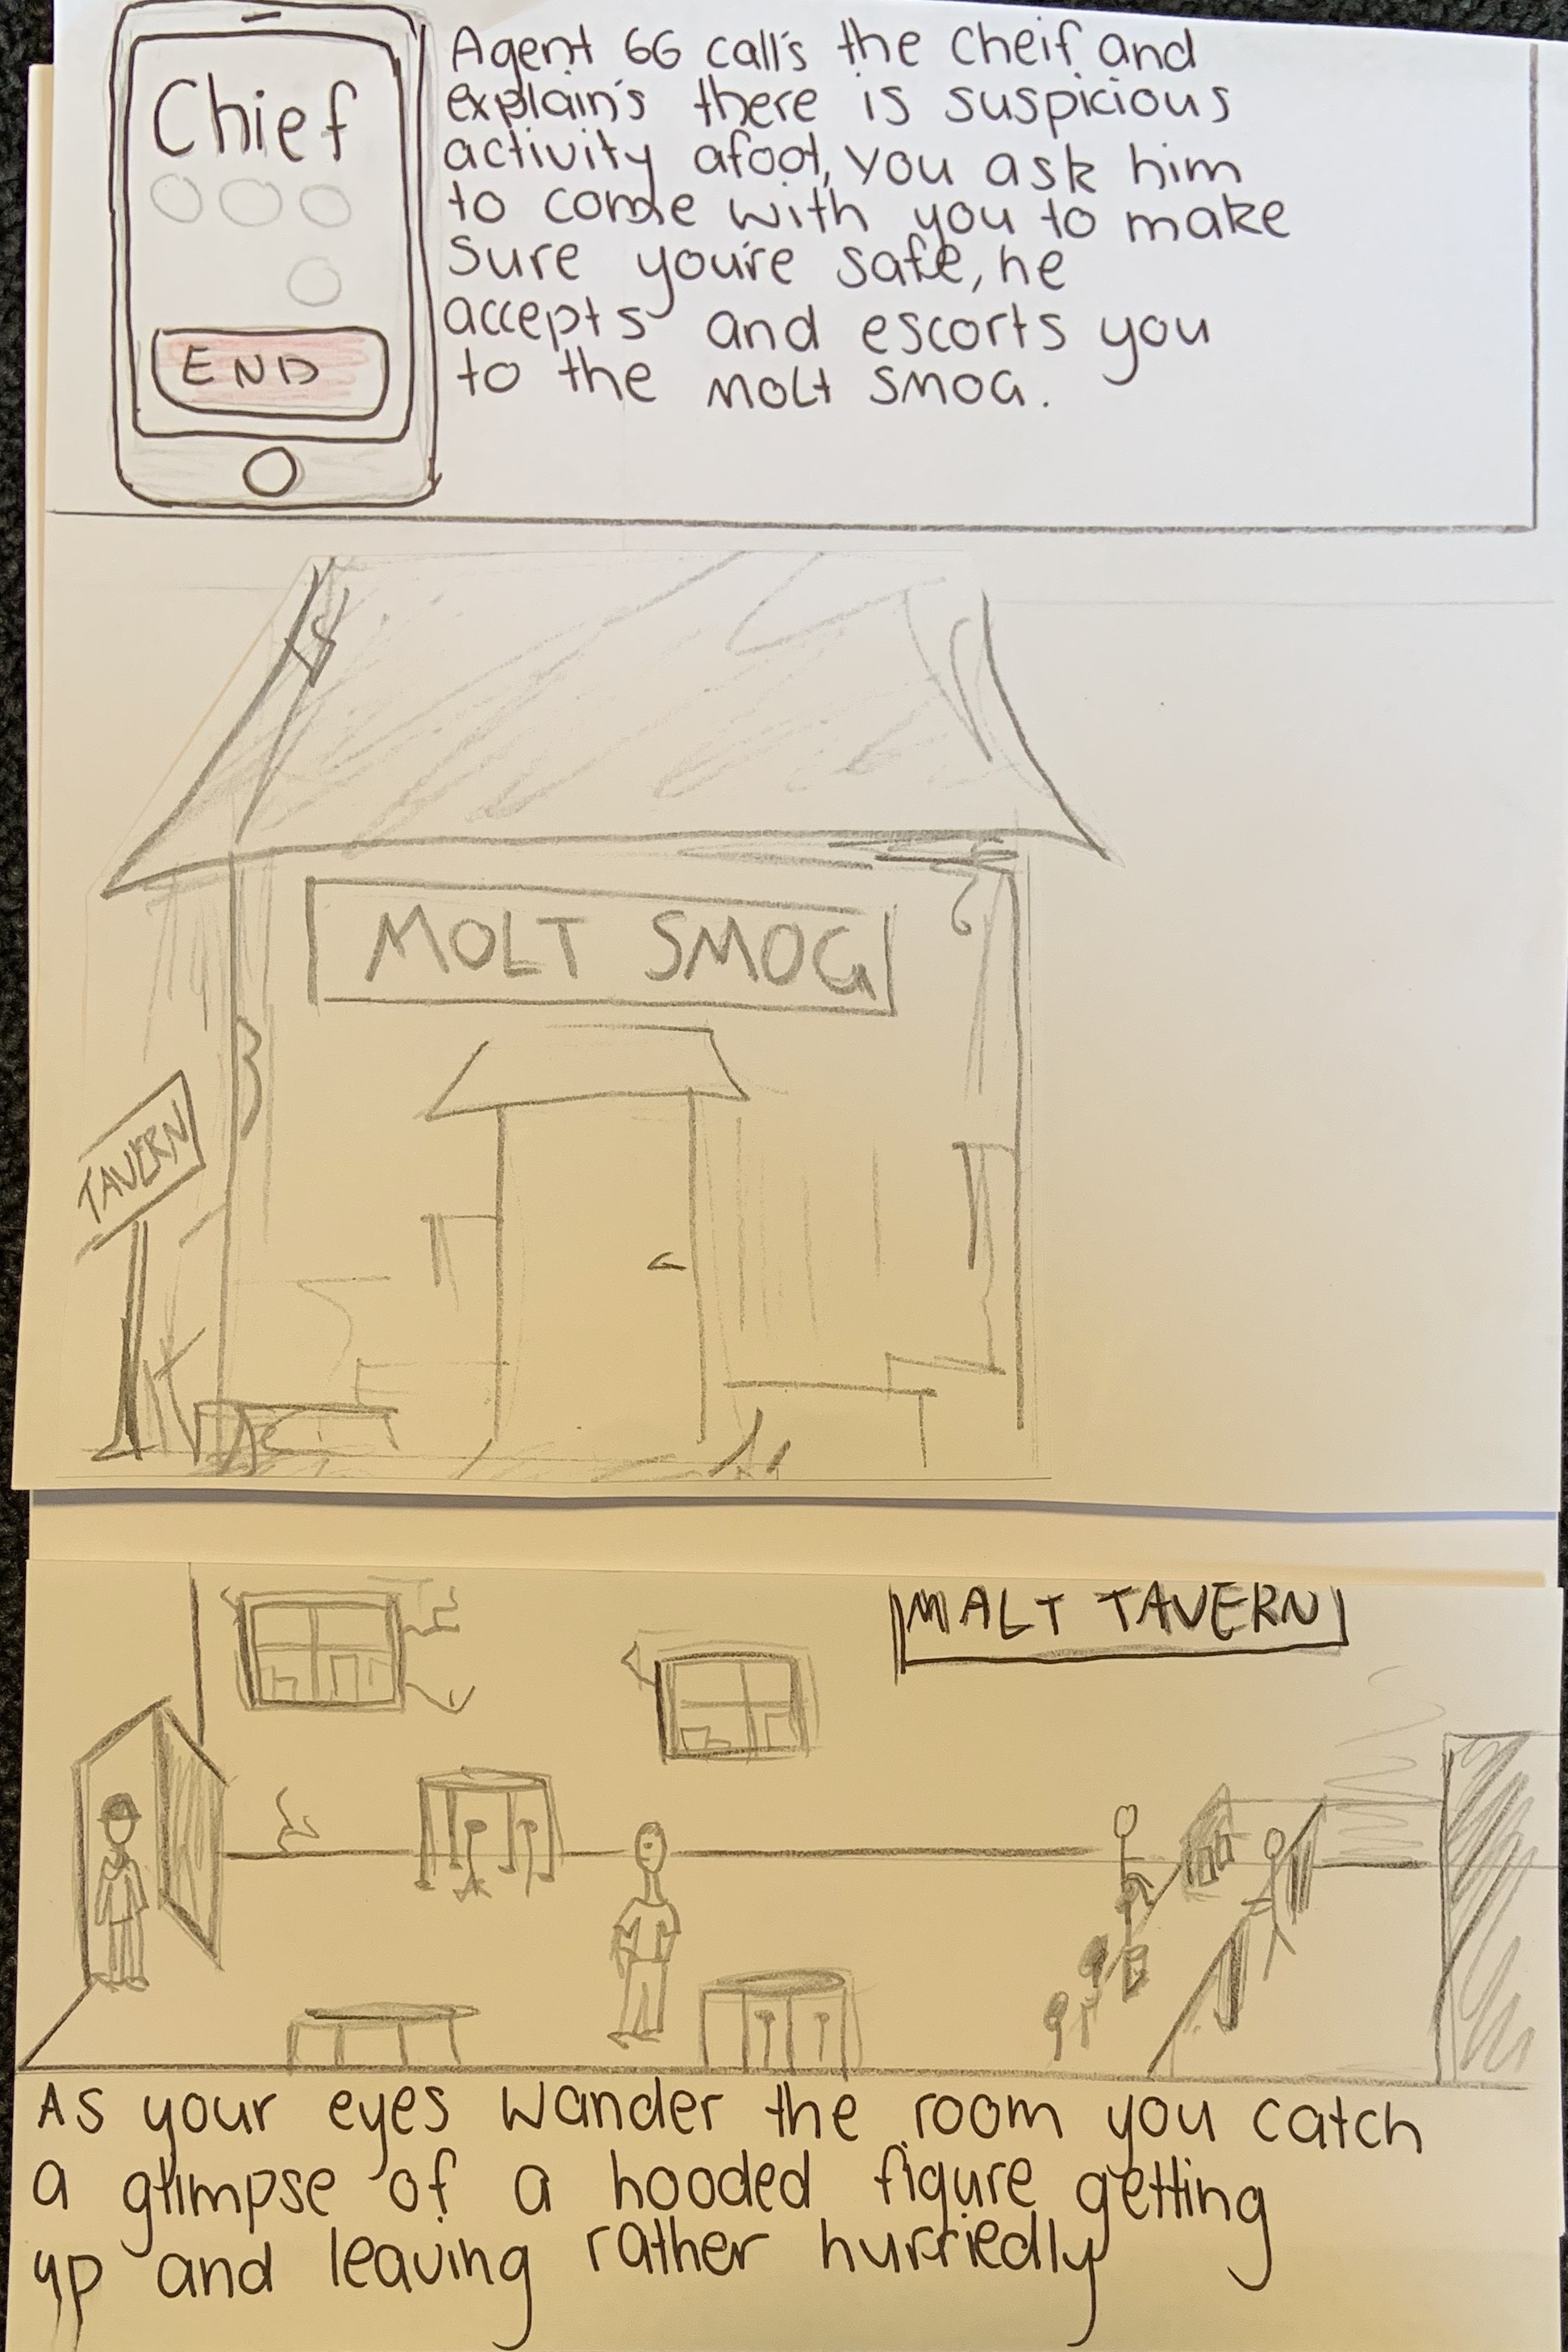 Chief
END
Agent 6G call's the Cheif and
explain's there is suspicious
activity afoot, you ask him
to come with you to make
sure you're safe, he
accepts and escorts you
to the MOLT SMOG.
MOLT SMOG
TAVERN
MALT TAVERN
As your eyes wander the room you catch
a glimpse of a hooded figure getting
up and leaving rather hurriedly